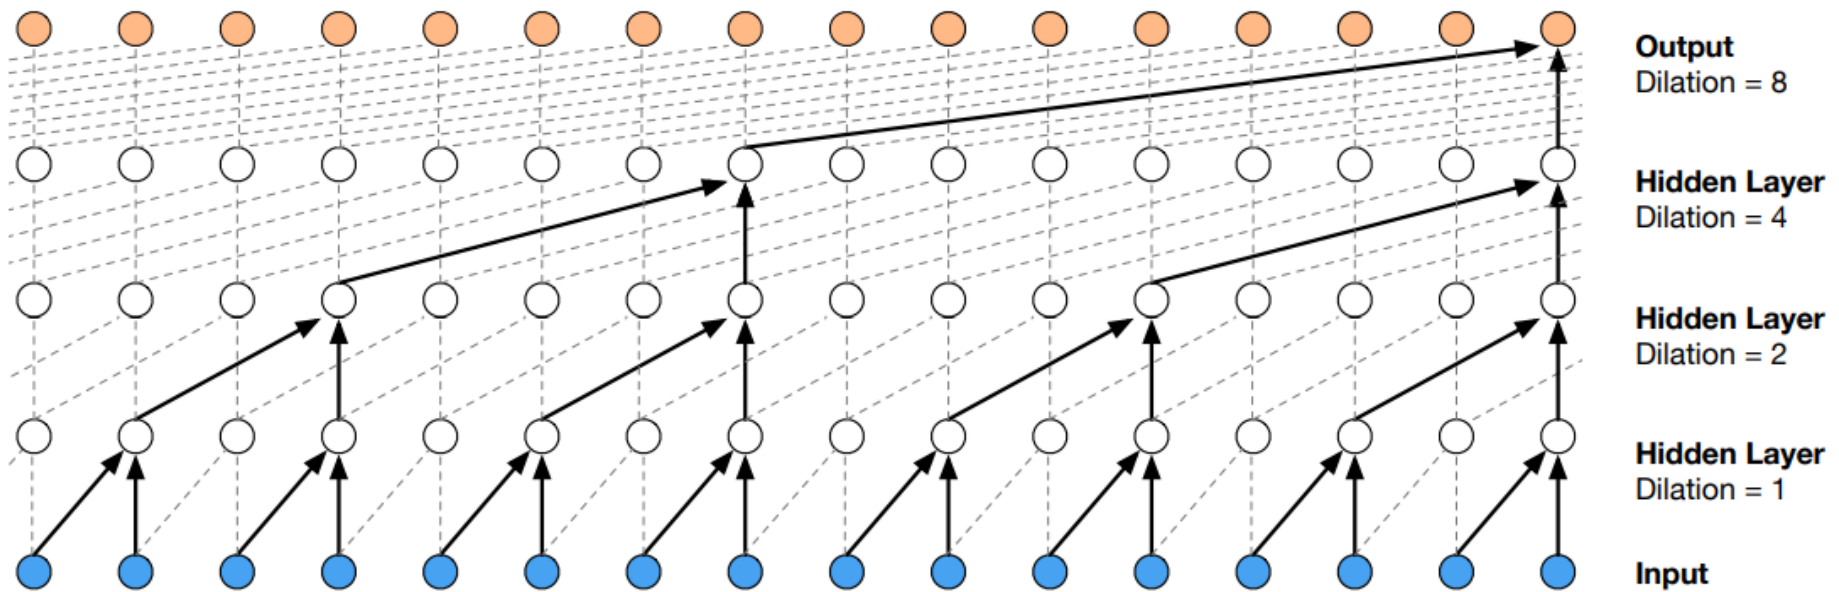 Output
Dilation = 8
Hidden Layer
Dilation = 4
Hidden Layer
Dilation = 2
Hidden Layer
Dilation = 1
Input